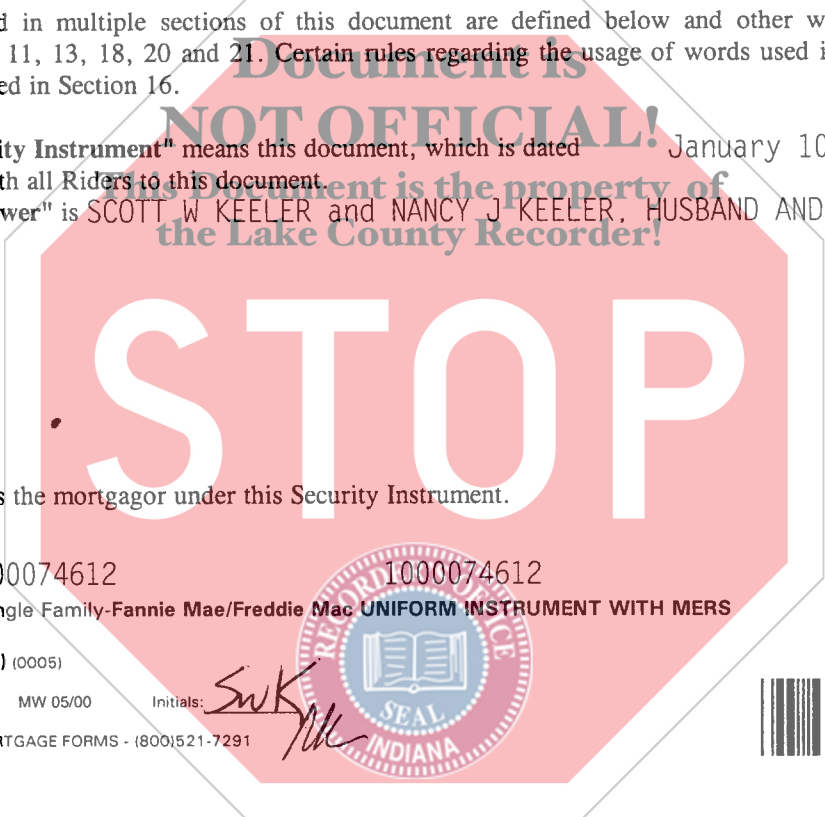 d in multiple sections of this document are defined below and other w
11, 13, 18, 20 and 21. Certain rules regarding the usage of words used i
ed in Section 16.
Document is
NOT OFFICIAL!
This Document is the property of
the Lake County Recorder!
ity Instrument" means this document, which is dated January 10
th all Riders to this document.
wer" is SCOTT W KEELER and NANCY J KEELER, HUSBAND AND
STOP
s the mortgagor under this Security Instrument.
00074612 1000074612
ngle Family-Fannie Mae/Freddie Mac UNIFORM INSTRUMENT WITH MERS
) (0005)
MW 05/00 Initials: SWK
RTGAGE FORMS - (800)521-7291
RECORDER'S OFFICE
SEAL
INDIANA